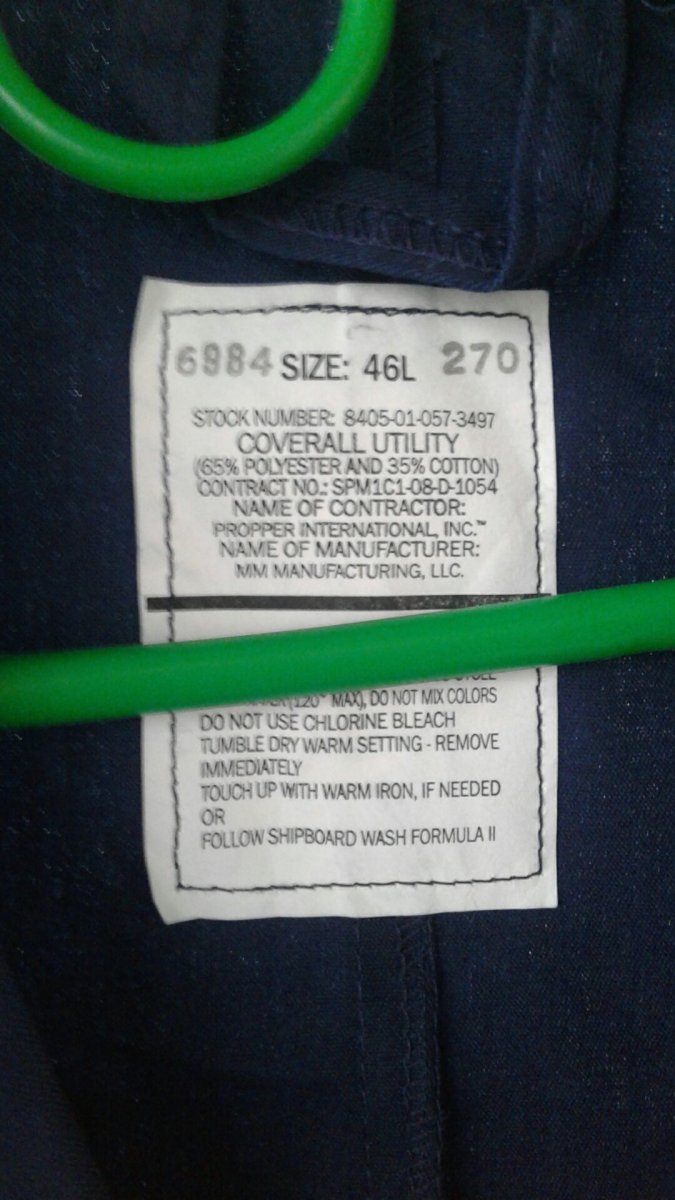 6984 SIZE: 46L 270
STOCK NUMBER: 8405-01-057-3497
COVERALL UTILITY
(65% POLYESTER AND 35% COTTON)
CONTRACT NO.: SPM1C1-08-D-1054
NAME OF CONTRACTOR:
PROPPER INTERNATIONAL, INC.™
NAME OF MANUFACTURER:
MM MANUFACTURING, LLC.
(120° MAX), DO NOT MIX COLORS
DO NOT USE CHLORINE BLEACH
TUMBLE DRY WARM SETTING - REMOVE
IMMEDIATELY
TOUCH UP WITH WARM IRON, IF NEEDED
OR
FOLLOW SHIPBOARD WASH FORMULA II